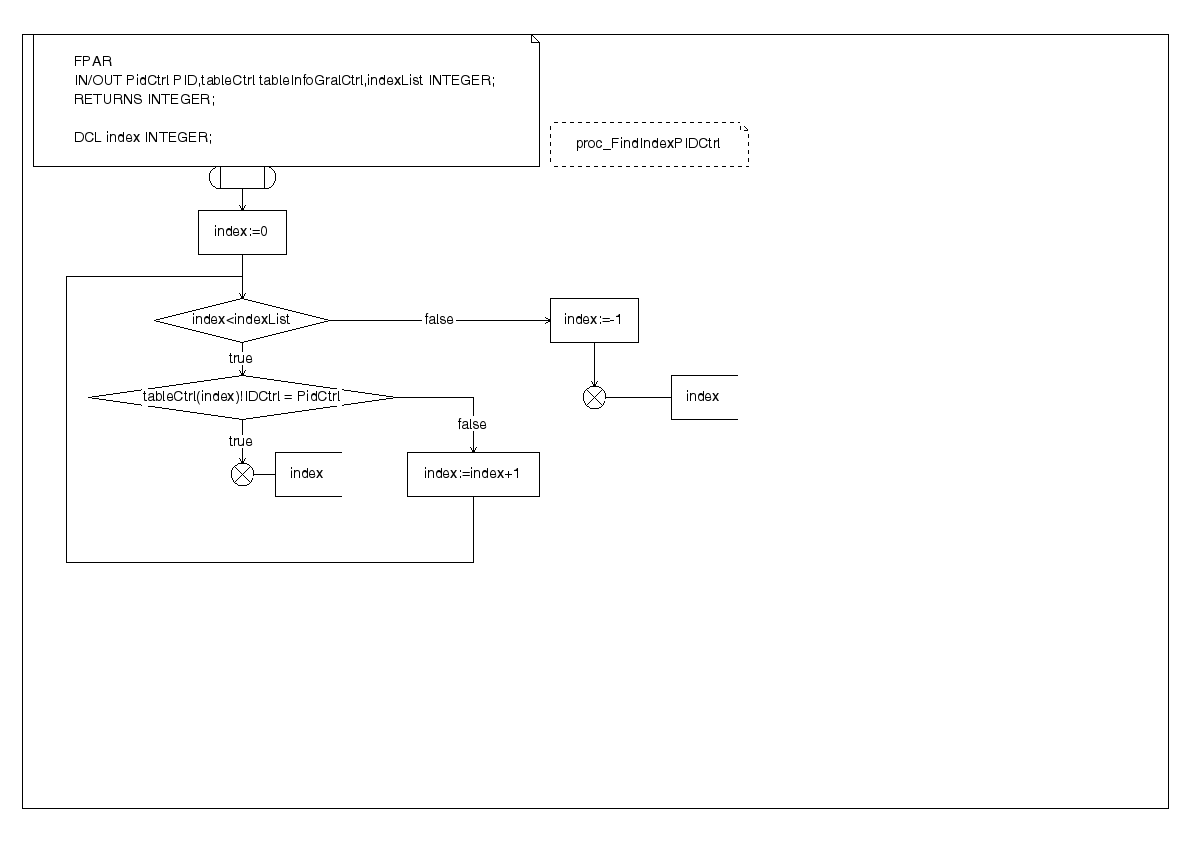 FPAR
IN/OUT PidCtrl PID,tableCtrl tableInfoGralCtrl,indexList INTEGER;
RETURNS INTEGER;
DCL index INTEGER;
proc_FindIndexPIDCtrl
index:=0
index<indexList
false
index:=-1
true
tableCtrl(index)!IDCtrl = PidCtrl
index
false
true
index
index:=index+1